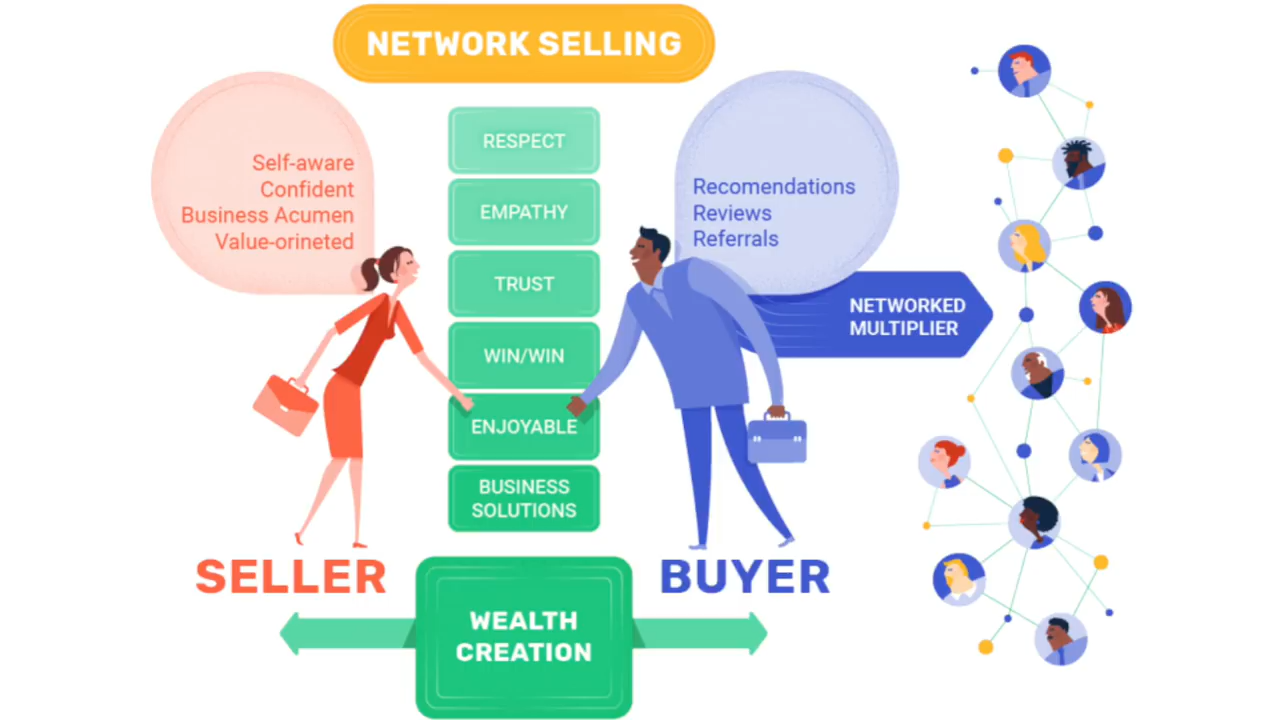 NETWORK SELLING
Self-aware
Confident
Business Acumen
Value-orineted
RESPECT
EMPATHY
TRUST
WIN/WIN
ENJOYABLE
BUSINESS
SOLUTIONS
Recomendations
Reviews
Referrals
NETWORKED
MULTIPLIER
SELLER
BUYER
WEALTH
CREATION